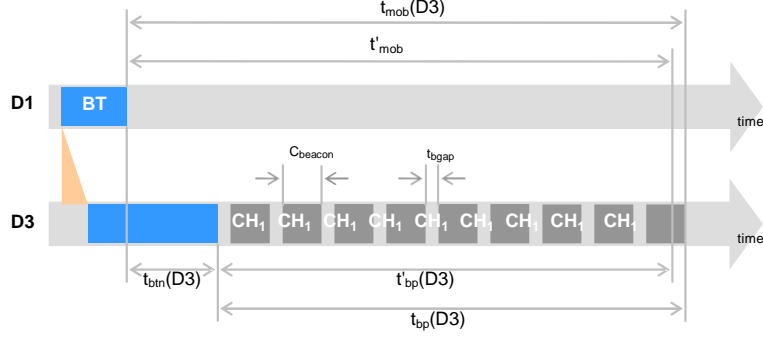 tmob(D3)
t'mob
D1
BT
time
Cbeacon
tbgap
D3
CH1 CH1 CH1 CH1 CH1 CH1 CH1 CH1 CH1
time
tbtn(D3)
t'bp(D3)
tbp(D3)